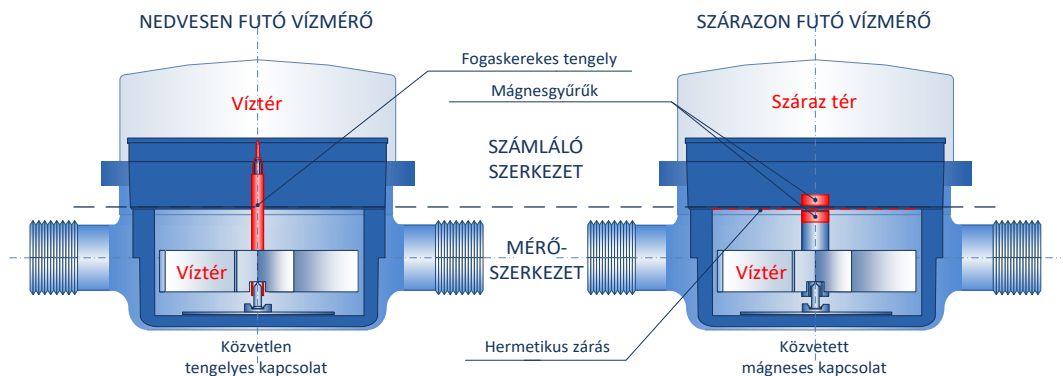 NEDVESEN FUTÓ VÍZMÉRŐ
SZÁRAZON FUTÓ VÍZMÉRŐ
Fogaskerekes tengely
Mágnesgyűrűk
Víztér
Száraz tér
SZÁMLÁLÓ
SZERKEZET
MÉRŐ-
SZERKEZET
Víztér
Víztér
Hermetikus zárás
Közvetlen
tengelyes kapcsolat
Közvetett
mágneses kapcsolat